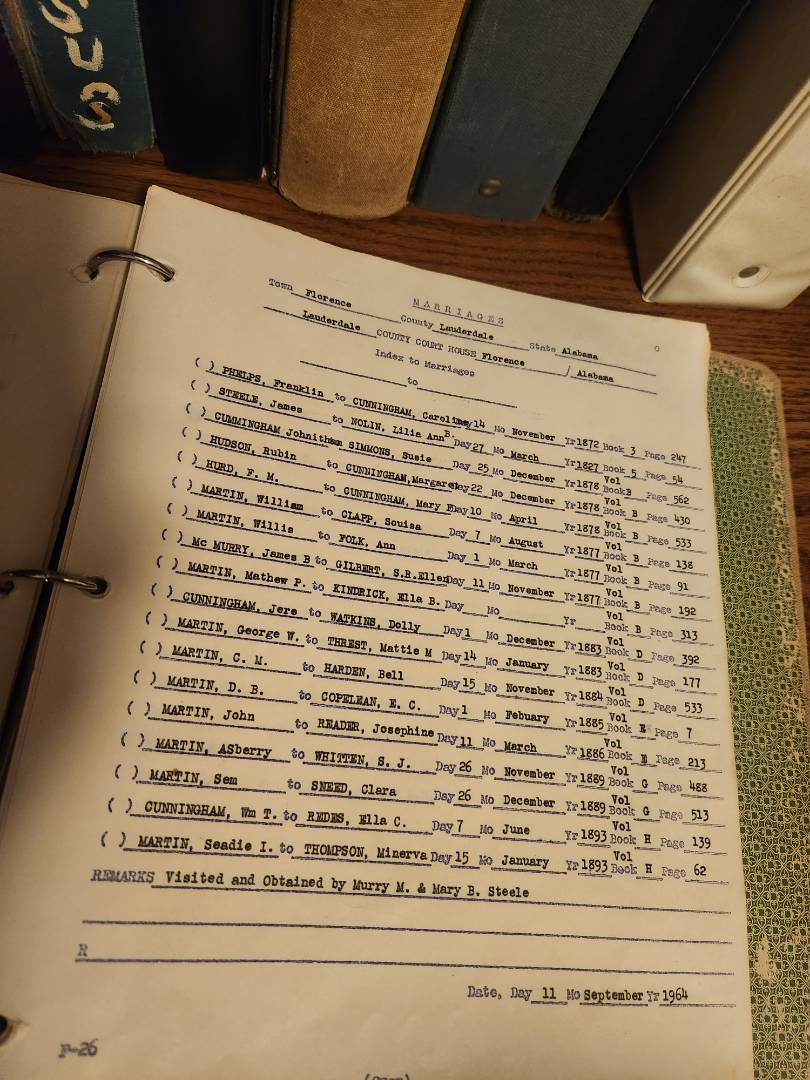 SUS
MARRIAGES
Town Florence County Lauderdale State Alabama
Lauderdale COUNTY COURT HOUSE Florence / Alabama
Index to Marriages
to
( ) PHELPS, Franklin to CUNNINGHAM, Caroline Day 14 Mo November Yr 1872 Book 3 Page 247
( ) STEELE, James to NOLIN, Lilia Ann B. Day 27 Mo March Yr 1827 Book 5 Page 54
( ) CUMMINGHAM Johnithan SIMMONS, Susie Day 25 Mo December Yr 1878 Vol Book B Page 562
( ) HUDSON, Rubin to CUNNINGHAM, Margaret Day 22 Mo December Yr 1878 Vol Book B Page 430
( ) HURD, F. M. to CUNNINGHAM, Mary Day 10 Mo April Yr 1878 Vol Book B Page 533
( ) MARTIN, William to CLAPP, Souisa Day 7 Mo August Yr 1877 Vol Book B Page 138
( ) MARTIN, Willis to FOLK, Ann Day 1 Mo March Yr 1877 Vol Book B Page 91
( ) Mc MURRY, James B to GILBERT, S.R.Ellen Day 11 Mo November Yr 1877 Vol Book B Page 192
( ) MARTIN, Mathew P. to KINDRICK, Ella B. Day Mo Yr Vol Book B Page 313
( ) CUNNINGHAM, Jere to WATKINS, Dolly Day 1 Mo December Yr 1883 Vol Book D Page 392
( ) MARTIN, George W. to THREST, Mattie M Day 14 Mo January Yr 1883 Vol Book D Page 177
( ) MARTIN, C. M. to HARDEN, Bell Day 15 Mo November Yr 1884 Vol Book D Page 533
( ) MARTIN, D. B. to COPELEAN, E. C. Day 1 Mo Febuary Yr 1885 Vol Book E Page 7
( ) MARTIN, John to READER, Josephine Day 11 Mo March Yr 1886 Vol Book E Page 213
( ) MARTIN, ASberry to WHITTEN, S. J. Day 26 Mo November Yr 1889 Vol Book G Page 488
( ) MARTIN, Sem to SNEED, Clara Day 26 Mo December Yr 1889 Vol Book G Page 513
( ) CUNNINGHAM, Wm T. to REDES, Ella C. Day 7 Mo June Yr 1893 Vol Book H Page 139
( ) MARTIN, Seadie I. to THOMPSON, Minerva Day 15 Mo January Yr 1893 Vol Book H Page 62
REMARKS Visited and Obtained by Murry M. & Mary B. Steele
R
Date, Day 11 Mo September Yr 1964
F-26